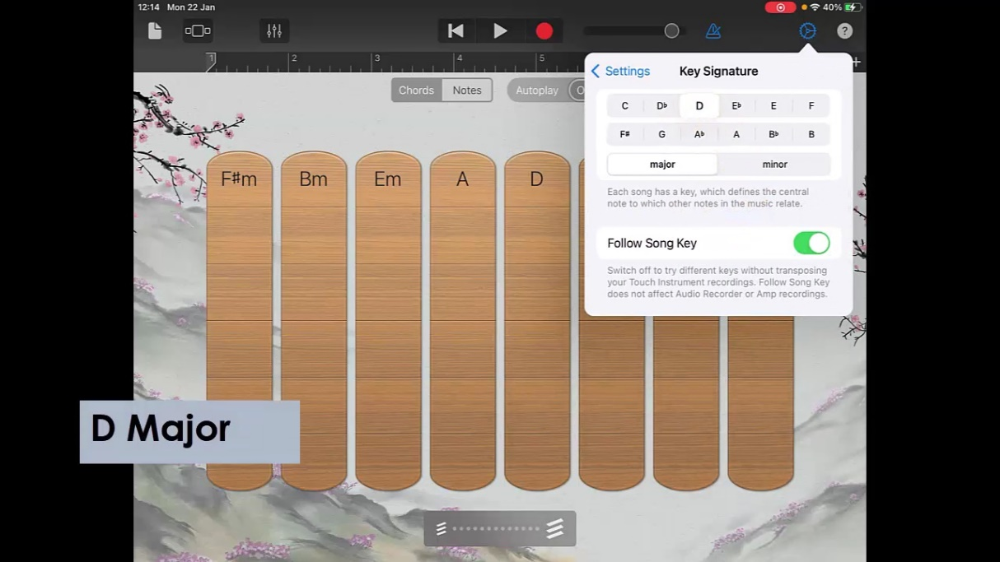 12:14 Mon 22 Jan
40%
?
1 2 3 4 5
Chords Notes Autoplay
Settings Key Signature
C D♭ D E♭ E F
F# G A♭ A B♭ B
major minor
Each song has a key, which defines the central
note to which other notes in the music relate.
Follow Song Key
Switch off to try different keys without transposing
your Touch Instrument recordings. Follow Song Key
does not affect Audio Recorder or Amp recordings.
F#m Bm Em A D
D Major